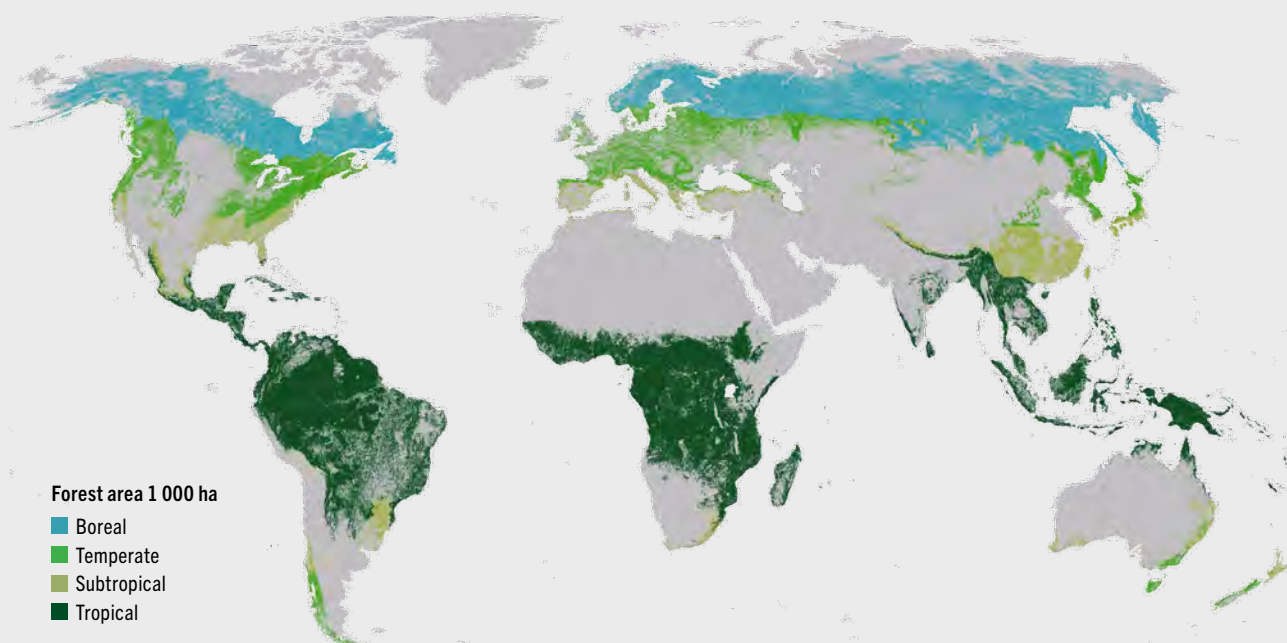 Forest area 1 000 ha
Boreal
Temperate
Subtropical
Tropical